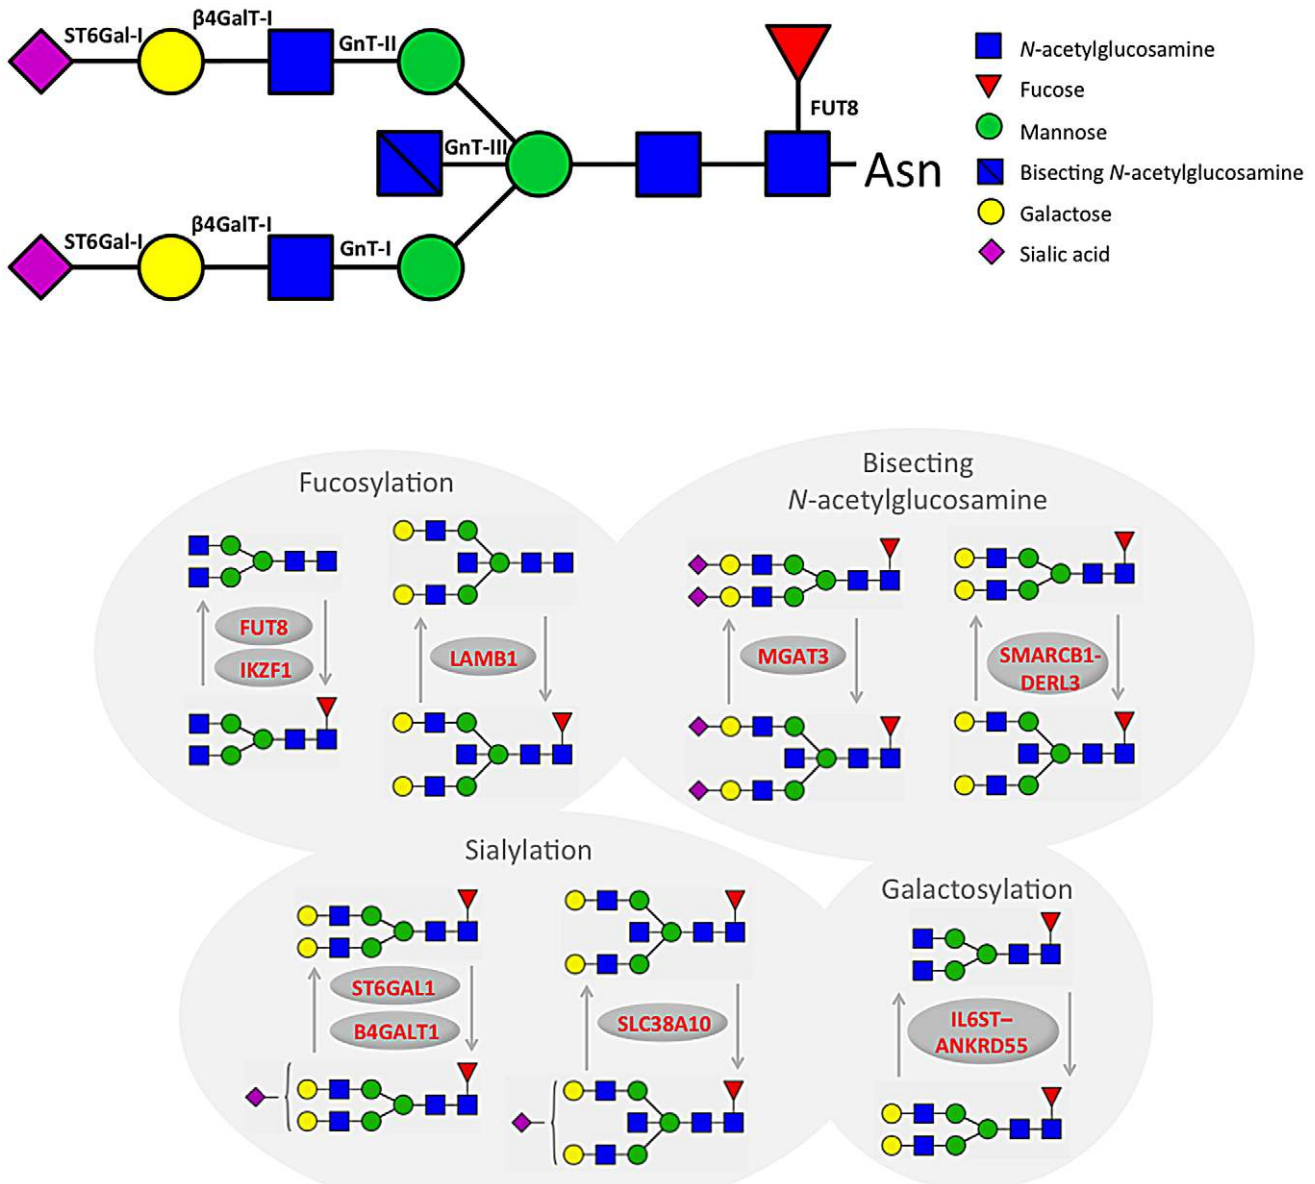 ST6Gal-I
β4GalT-I
GnT-II
FUT8
GnT-III
Asn
ST6Gal-I
β4GalT-I
GnT-I
N-acetylglucosamine
Fucose
Mannose
Bisecting N-acetylglucosamine
Galactose
Sialic acid
Fucosylation
FUT8
IKZF1
LAMB1
Bisecting
N-acetylglucosamine
MGAT3
SMARCB1-
DERL3
Sialylation
ST6GAL1
B4GALT1
SLC38A10
Galactosylation
IL6ST–
ANKRD55